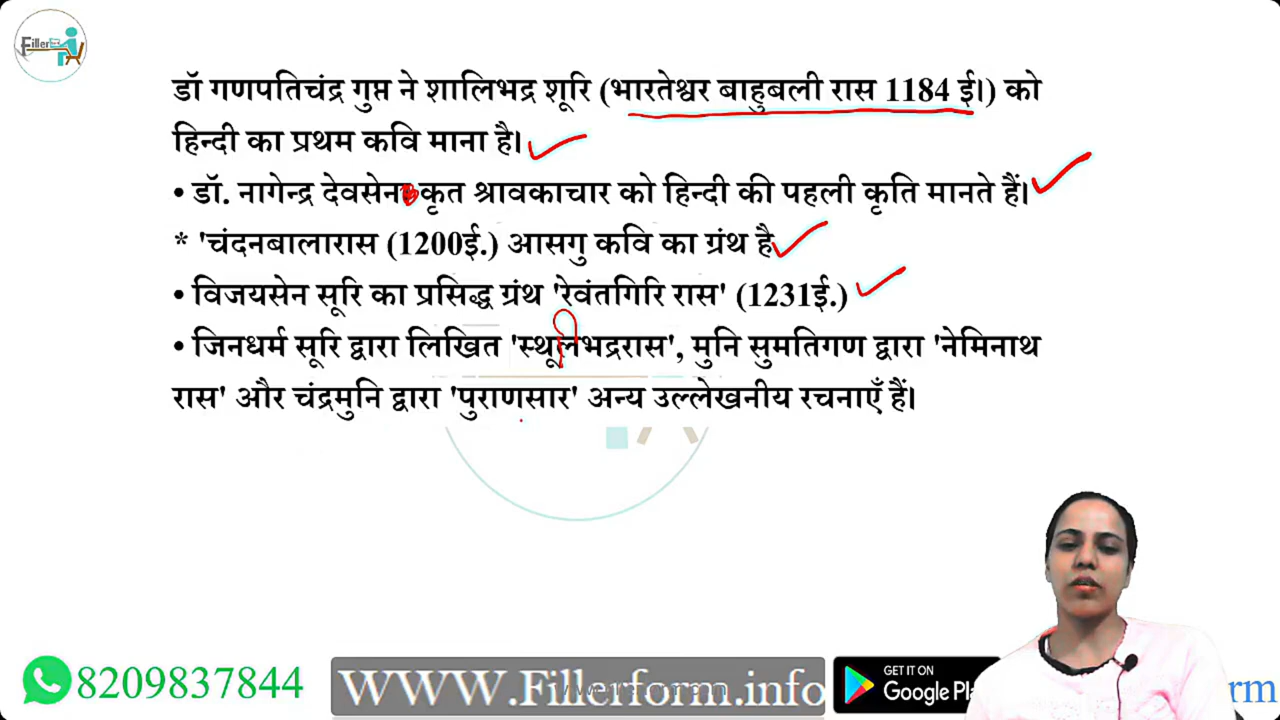 Filler
डॉ गणपतिचंद्र गुप्त ने शालिभद्र शूरि (भारतेश्वर बाहुबली रास 1184 ई।) को
हिन्दी का प्रथम कवि माना है।
• डॉ. नागेन्द्र देवसेन कृत श्रावकाचार को हिन्दी की पहली कृति मानते हैं।
* 'चंदनबालारास (1200ई.) आसगु कवि का ग्रंथ है
• विजयसेन सूरि का प्रसिद्ध ग्रंथ 'रेवंतगिरि रास' (1231ई.)
• जिनधर्म सूरि द्वारा लिखित 'स्थूलिभद्ररास', मुनि सुमतिगण द्वारा 'नेमिनाथ
रास' और चंद्रमुनि द्वारा 'पुराणसार' अन्य उल्लेखनीय रचनाएँ हैं।
8209837844
WWW.Fillerform.info
GET IT ON
Google Pla
rm